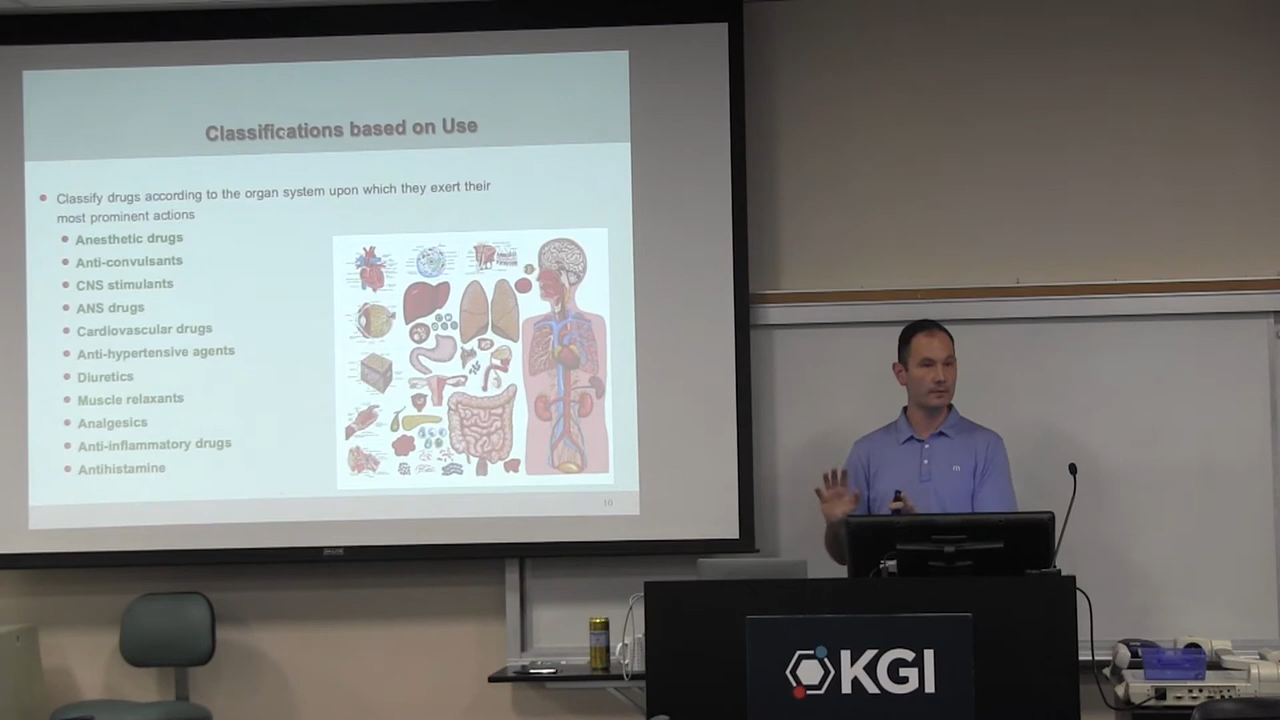 Classifications based on Use
Classify drugs according to the organ system upon which they exert their
most prominent actions
Anesthetic drugs
Anti-convulsants
CNS stimulants
ANS drugs
Cardiovascular drugs
Anti-hypertensive agents
Diuretics
Muscle relaxants
Analgesics
Anti-inflammatory drugs
Antihistamine
10
KGI